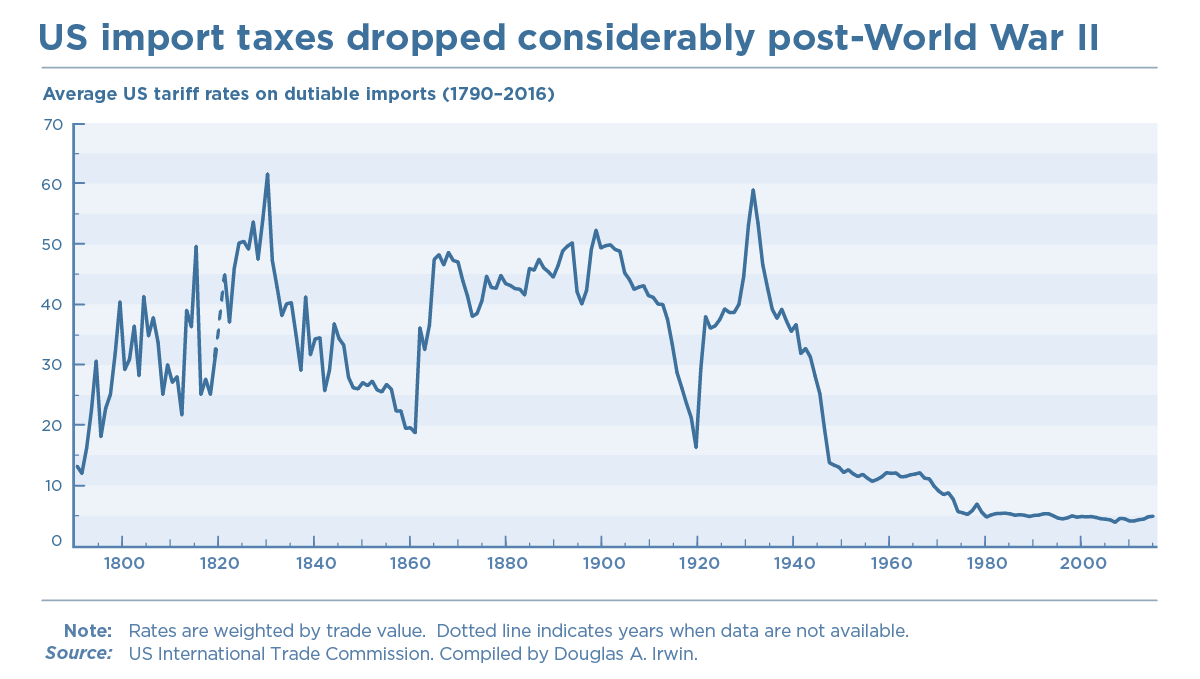 US import taxes dropped considerably post-World War II
Average US tariff rates on dutiable imports (1790–2016)
70
60
50
40
30
20
10
0
1800 1820 1840 1860 1880 1900 1920 1940 1960 1980 2000
Note: Rates are weighted by trade value. Dotted line indicates years when data are not available.
Source: US International Trade Commission. Compiled by Douglas A. Irwin.